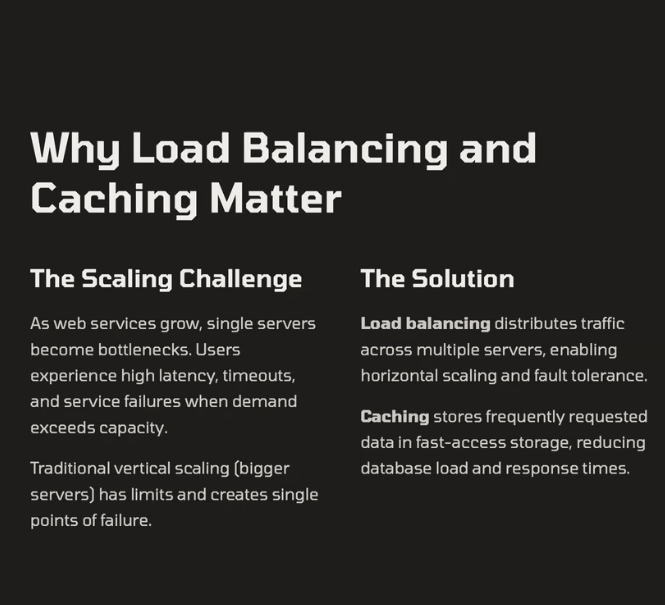 Why Load Balancing and
Caching Matter
The Scaling Challenge
As web services grow, single servers
become bottlenecks. Users
experience high latency, timeouts,
and service failures when demand
exceeds capacity.
Traditional vertical scaling (bigger
servers) has limits and creates single
points of failure.
The Solution
Load balancing distributes traffic
across multiple servers, enabling
horizontal scaling and fault tolerance.
Caching stores frequently requested
data in fast-access storage, reducing
database load and response times.